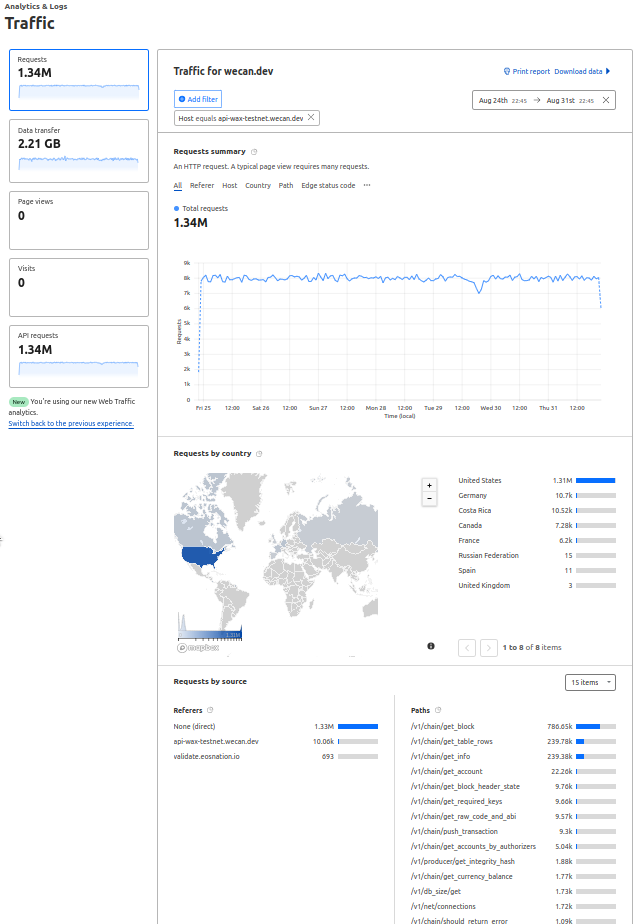 Analytics & Logs
Traffic
Requests
1.34M
Data transfer
2.21 GB
Page views
0
Visits
0
API requests
1.34M
New You're using our new Web Traffic
analytics.
Switch back to the previous experience.
Traffic for wecan.dev
Print report Download data
Add filter
Aug 24th 22:45 → Aug 31st 22:45
Host equals api-wax-testnet.wecan.dev
Requests summary
An HTTP request. A typical page view requires many requests.
All Referer Host Country Path Edge status code ···
Total requests
1.34M
9k
8k
7k
6k
5k
4k
3k
2k
1k
0
Requests
Fri 25 12:00 Sat 26 12:00 Sun 27 12:00 Mon 28 12:00 Tue 29 12:00 Wed 30 12:00 Thu 31 12:00
Time (local)
Requests by country
+
−
United States 1.31M
Germany 10.7k
Costa Rica 10.52k
Canada 7.28k
France 6.2k
Russian Federation 15
Spain 11
United Kingdom 3
mapbox
1 to 8 of 8 items
Requests by source
15 items
Referers
None (direct) 1.33M
api-wax-testnet.wecan.dev 10.06k
validate.eosnation.io 693
Paths
/v1/chain/get_block 786.65k
/v1/chain/get_table_rows 239.78k
/v1/chain/get_info 239.38k
/v1/chain/get_account 22.26k
/v1/chain/get_block_header_state 9.76k
/v1/chain/get_required_keys 9.66k
/v1/chain/get_raw_code_and_abi 9.57k
/v1/chain/push_transaction 9.3k
/v1/chain/get_accounts_by_authorizers 5.04k
/v1/producer/get_integrity_hash 1.88k
/v1/chain/get_currency_balance 1.77k
/v1/db_size/get 1.73k
/v1/net/connections 1.72k
/v1/chain/should_return_error 1.09k